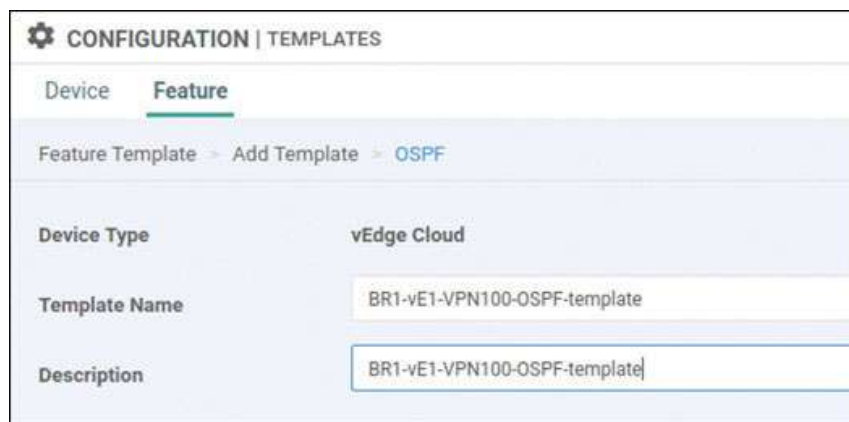 CONFIGURATION | TEMPLATES
Device Feature
Feature Template > Add Template > OSPF
Device Type vEdge Cloud
Template Name BR1-vE1-VPN100-OSPF-template
Description BR1-vE1-VPN100-OSPF-template